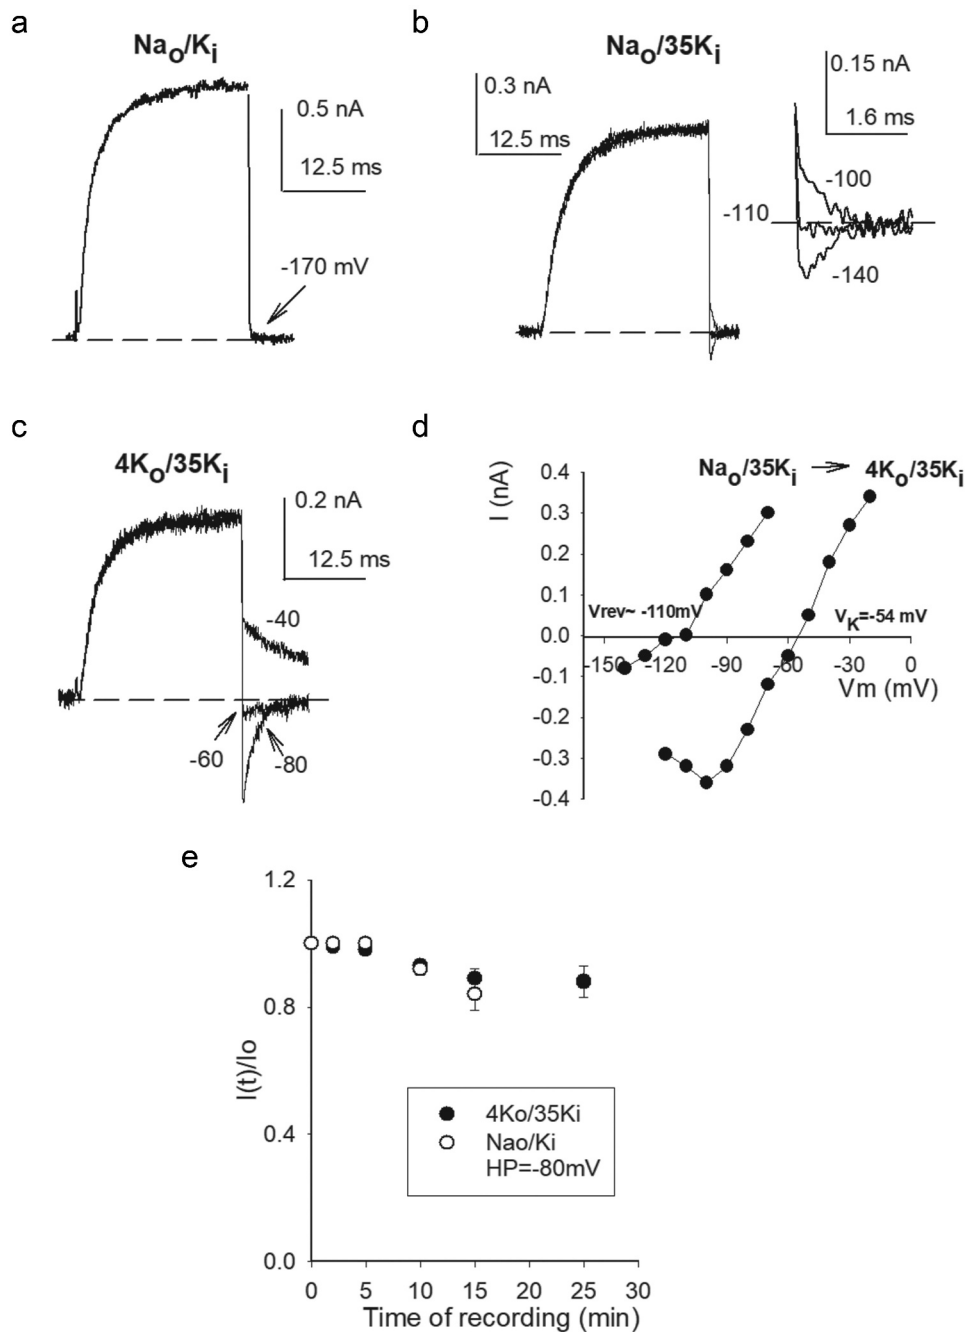 a
Na_o/K_i
0.5 nA
12.5 ms
-170 mV
b
Na_o/35K_i
0.3 nA
12.5 ms
0.15 nA
1.6 ms
-100
-110
-140
c
4K_o/35K_i
0.2 nA
12.5 ms
-40
-60
-80
d
Na_o/35K_i → 4K_o/35K_i
I (nA)
0.4
0.3
0.2
0.1
0.0
-0.1
-0.2
-0.3
-0.4
Vrev~ -110mV
V_K=-54 mV
-150 -120 -90 -60 -30 0
Vm (mV)
e
I(t)/Io
1.2
0.8
0.4
0.0
4Ko/35Ki
Nao/Ki
HP=-80mV
0 5 10 15 20 25 30
Time of recording (min)